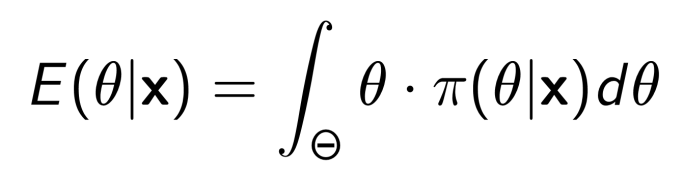 E(θ|x) = ∫_Θ θ · π(θ|x)dθ